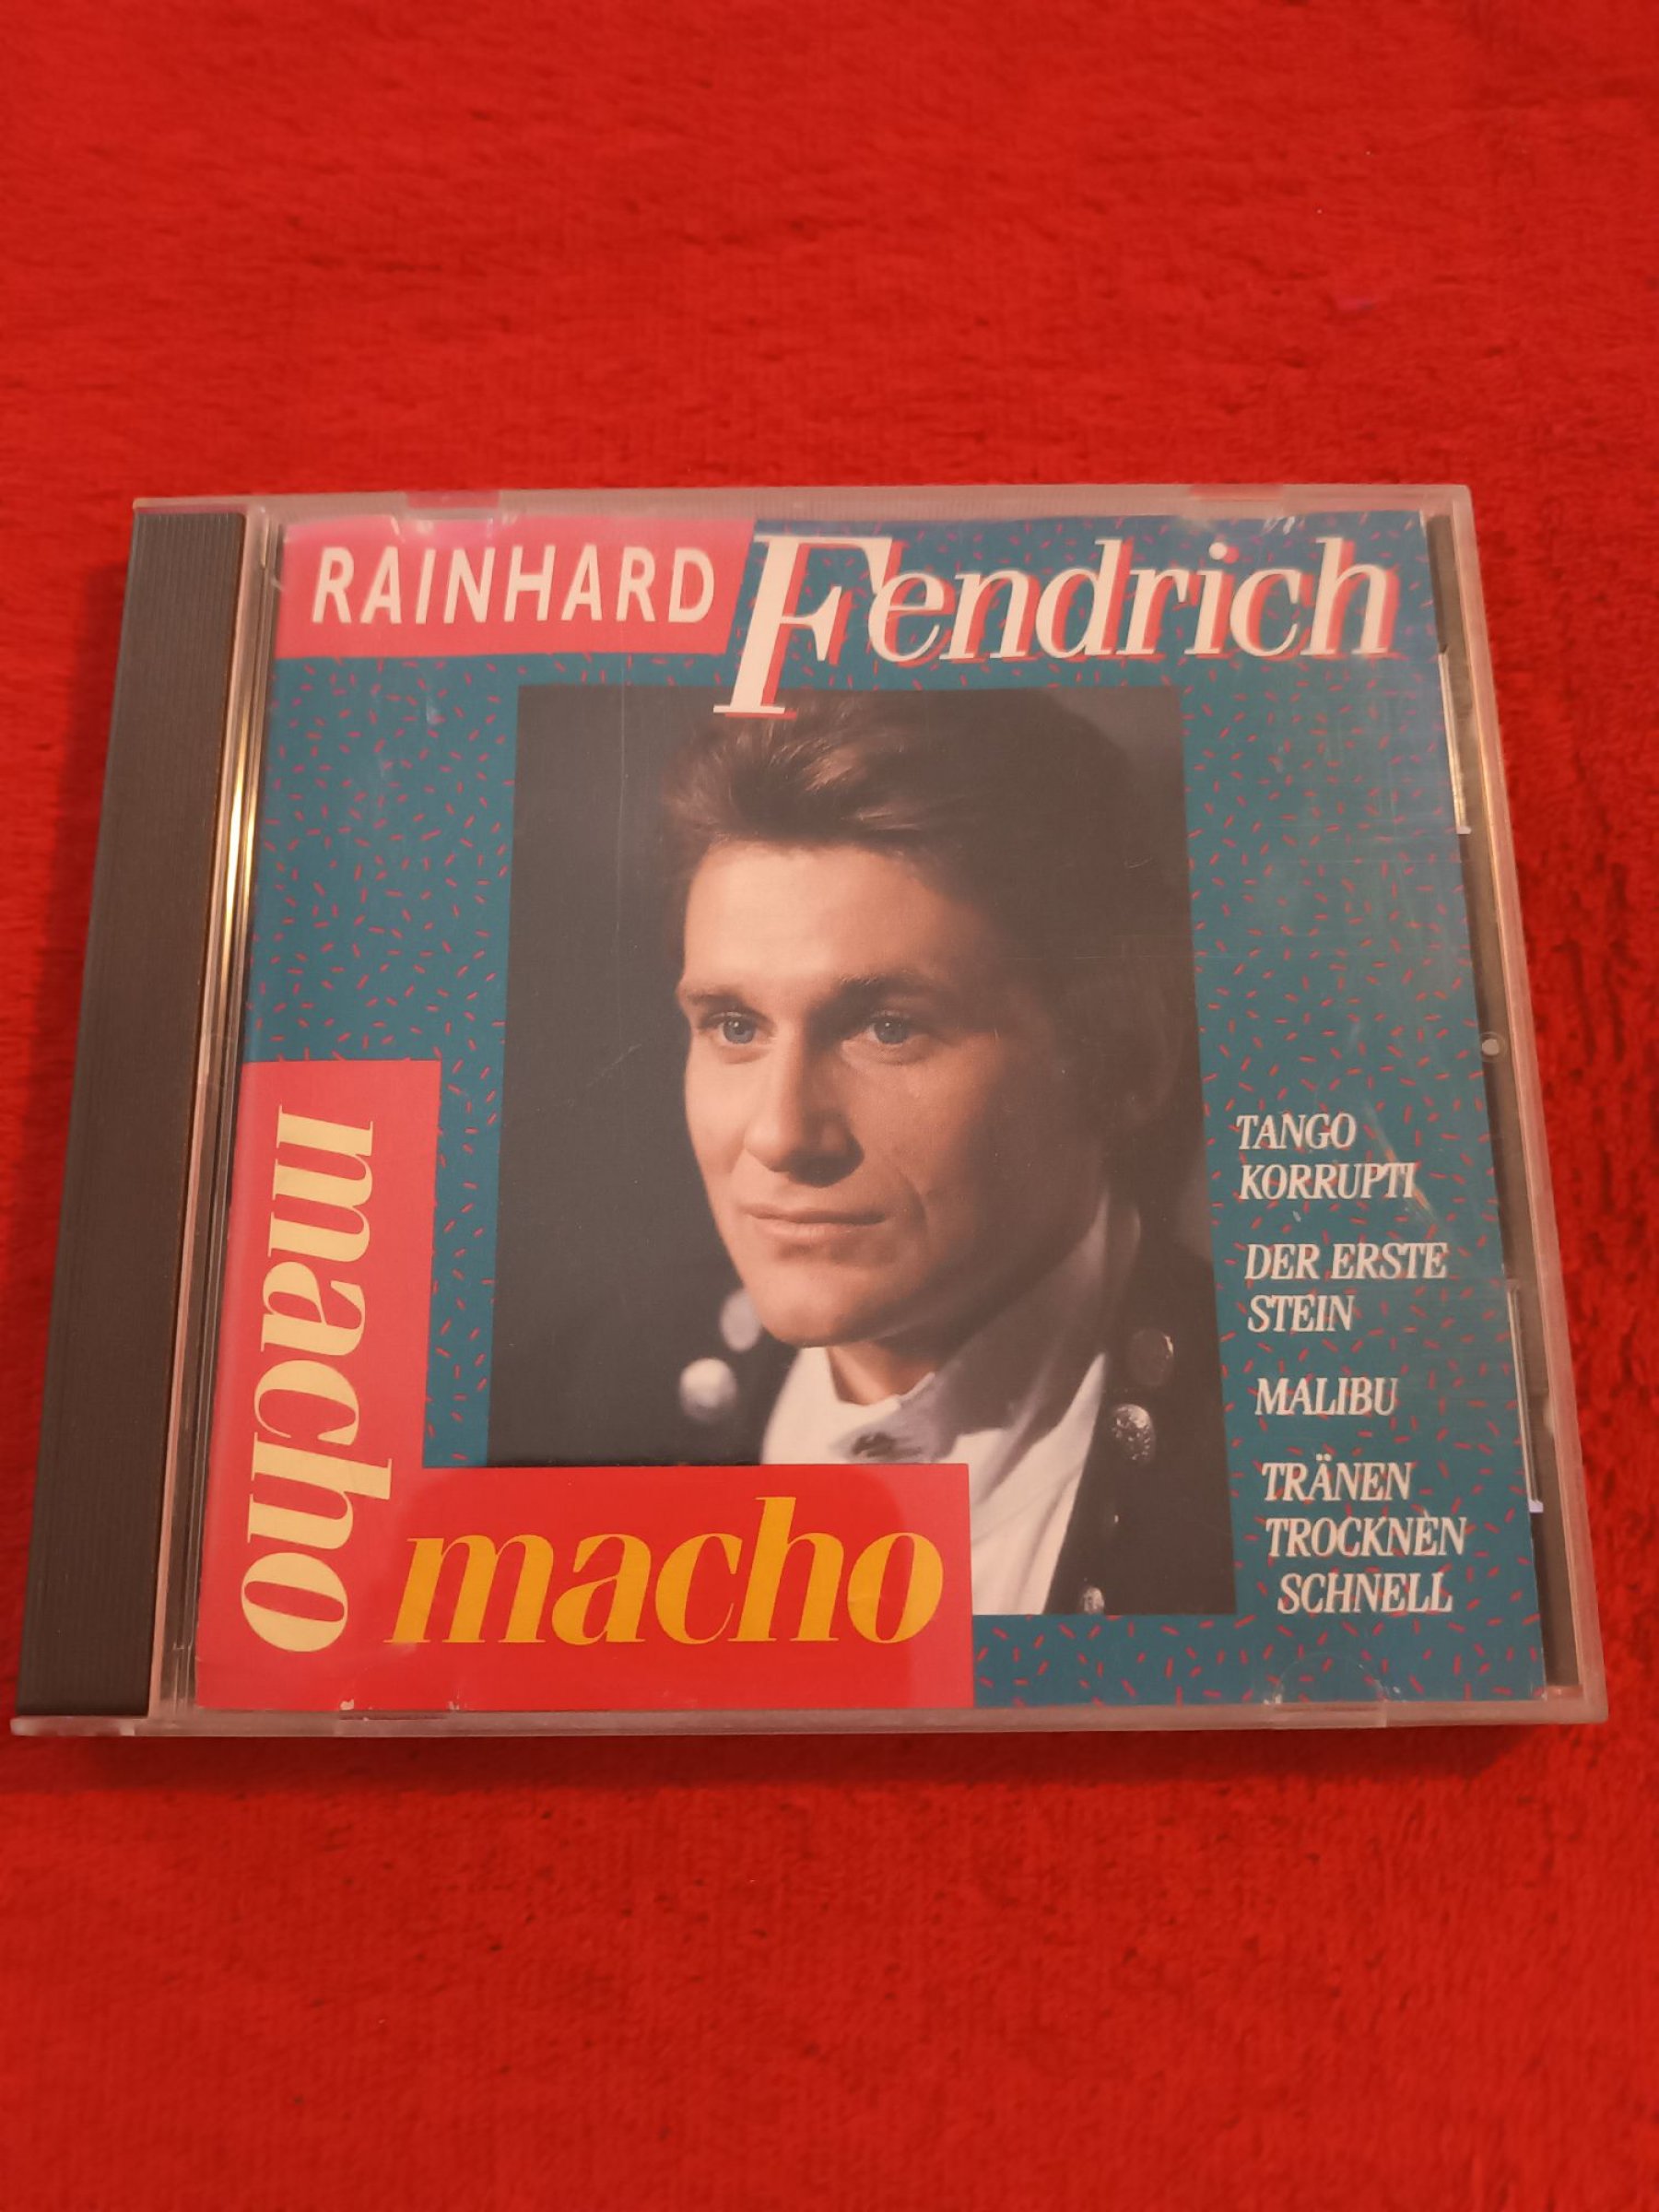 RAINHARD Fendrich
macho
macho
TANGO
KORRUPTI
DER ERSTE
STEIN
MALIBU
TRÄNEN
TROCKNEN
SCHNELL